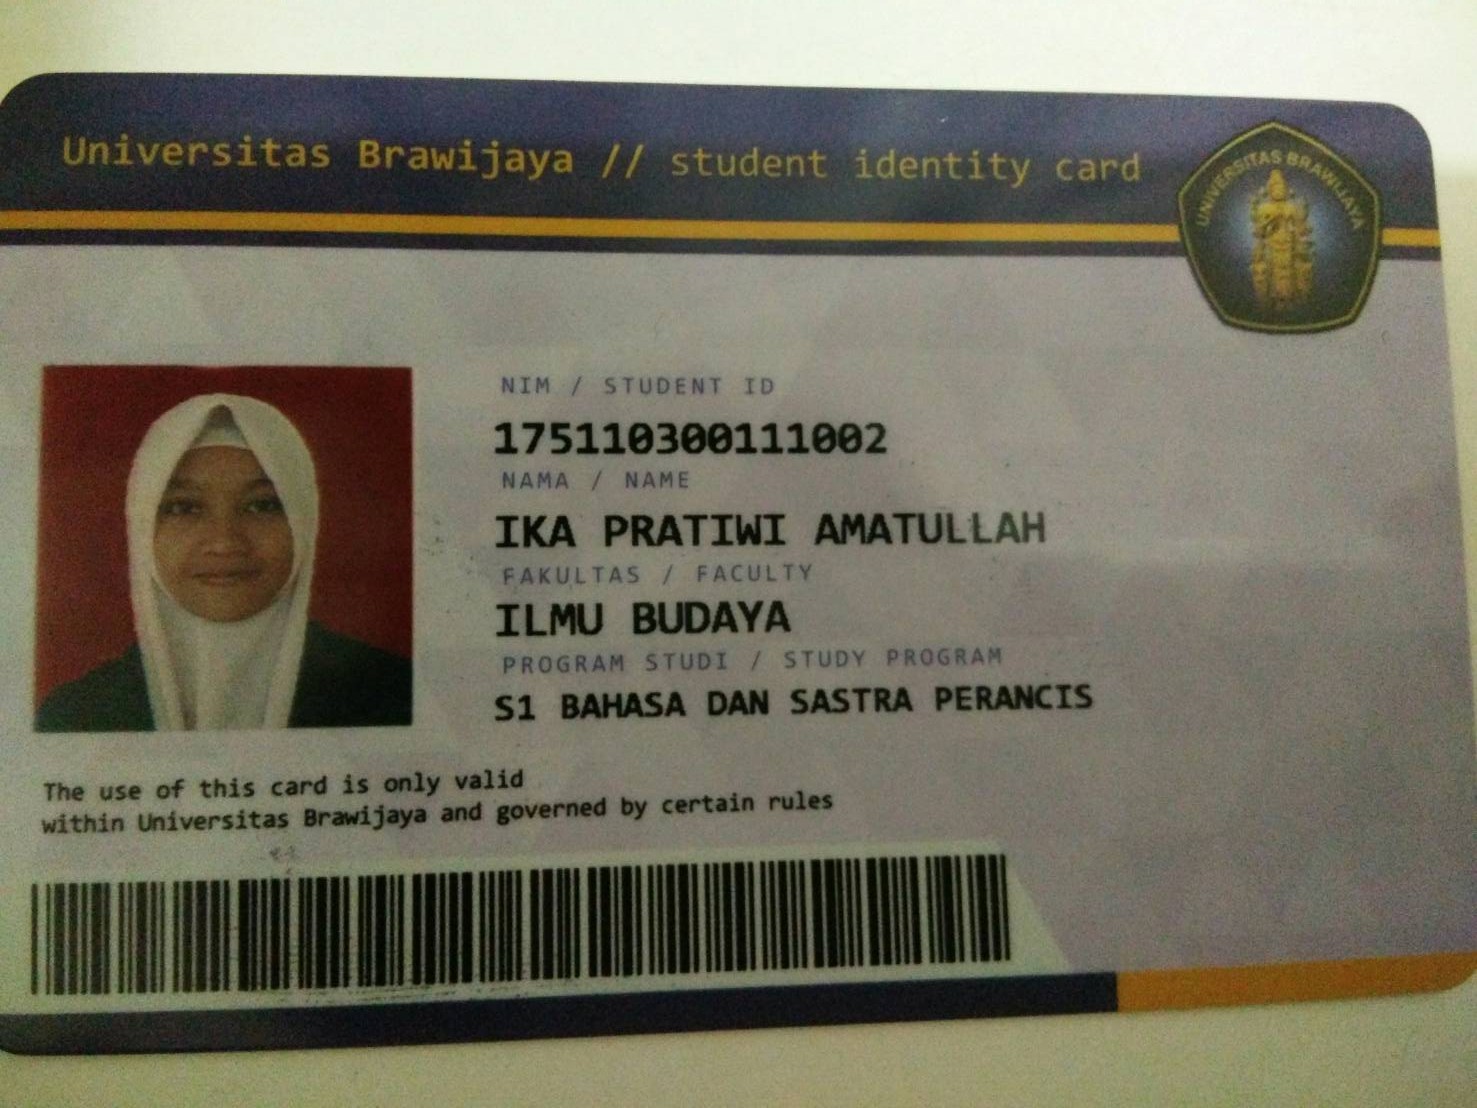 Universitas Brawijaya // student identity card
UNIVERSITAS BRAWIJAYA
NIM / STUDENT ID
175110300111002
NAMA / NAME
IKA PRATIWI AMATULLAH
FAKULTAS / FACULTY
ILMU BUDAYA
PROGRAM STUDI / STUDY PROGRAM
S1 BAHASA DAN SASTRA PERANCIS
The use of this card is only valid
within Universitas Brawijaya and governed by certain rules